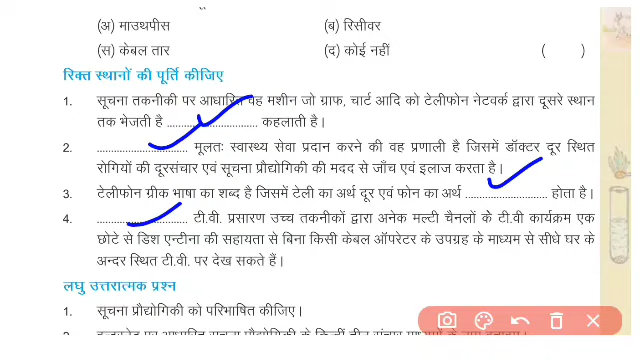 (अ) माउथपीस (ब) रिसीवर
(स) केबल तार (द) कोई नहीं ( )
रिक्त स्थानों की पूर्ति कीजिए
1. सूचना तकनीकी पर आधारित वह मशीन जो ग्राफ, चार्ट आदि को टेलीफोन नेटवर्क द्वारा दूसरे स्थान
तक भेजती है .............................. कहलाती है।
2. .............................. मूलतः स्वास्थ्य सेवा प्रदान करने की वह प्रणाली है जिसमें डॉक्टर दूर स्थित
रोगियों की दूरसंचार एवं सूचना प्रौद्योगिकी की मदद से जाँच एवं इलाज करता है।
3. टेलीफोन ग्रीक भाषा का शब्द है जिसमें टेली का अर्थ दूर एवं फोन का अर्थ ........................... होता है।
4. .............................. टी.वी. प्रसारण उच्च तकनीकों द्वारा अनेक मल्टी चैनलों के टी.वी कार्यक्रम एक
छोटे से डिश एन्टीना की सहायता से बिना किसी केबल ऑपरेटर के उपग्रह के माध्यम से सीधे घर के
अन्दर स्थित टी.वी. पर देख सकते हैं।
लघु उत्तरात्मक प्रश्न
1. सूचना प्रौद्योगिकी को परिभाषित कीजिए।